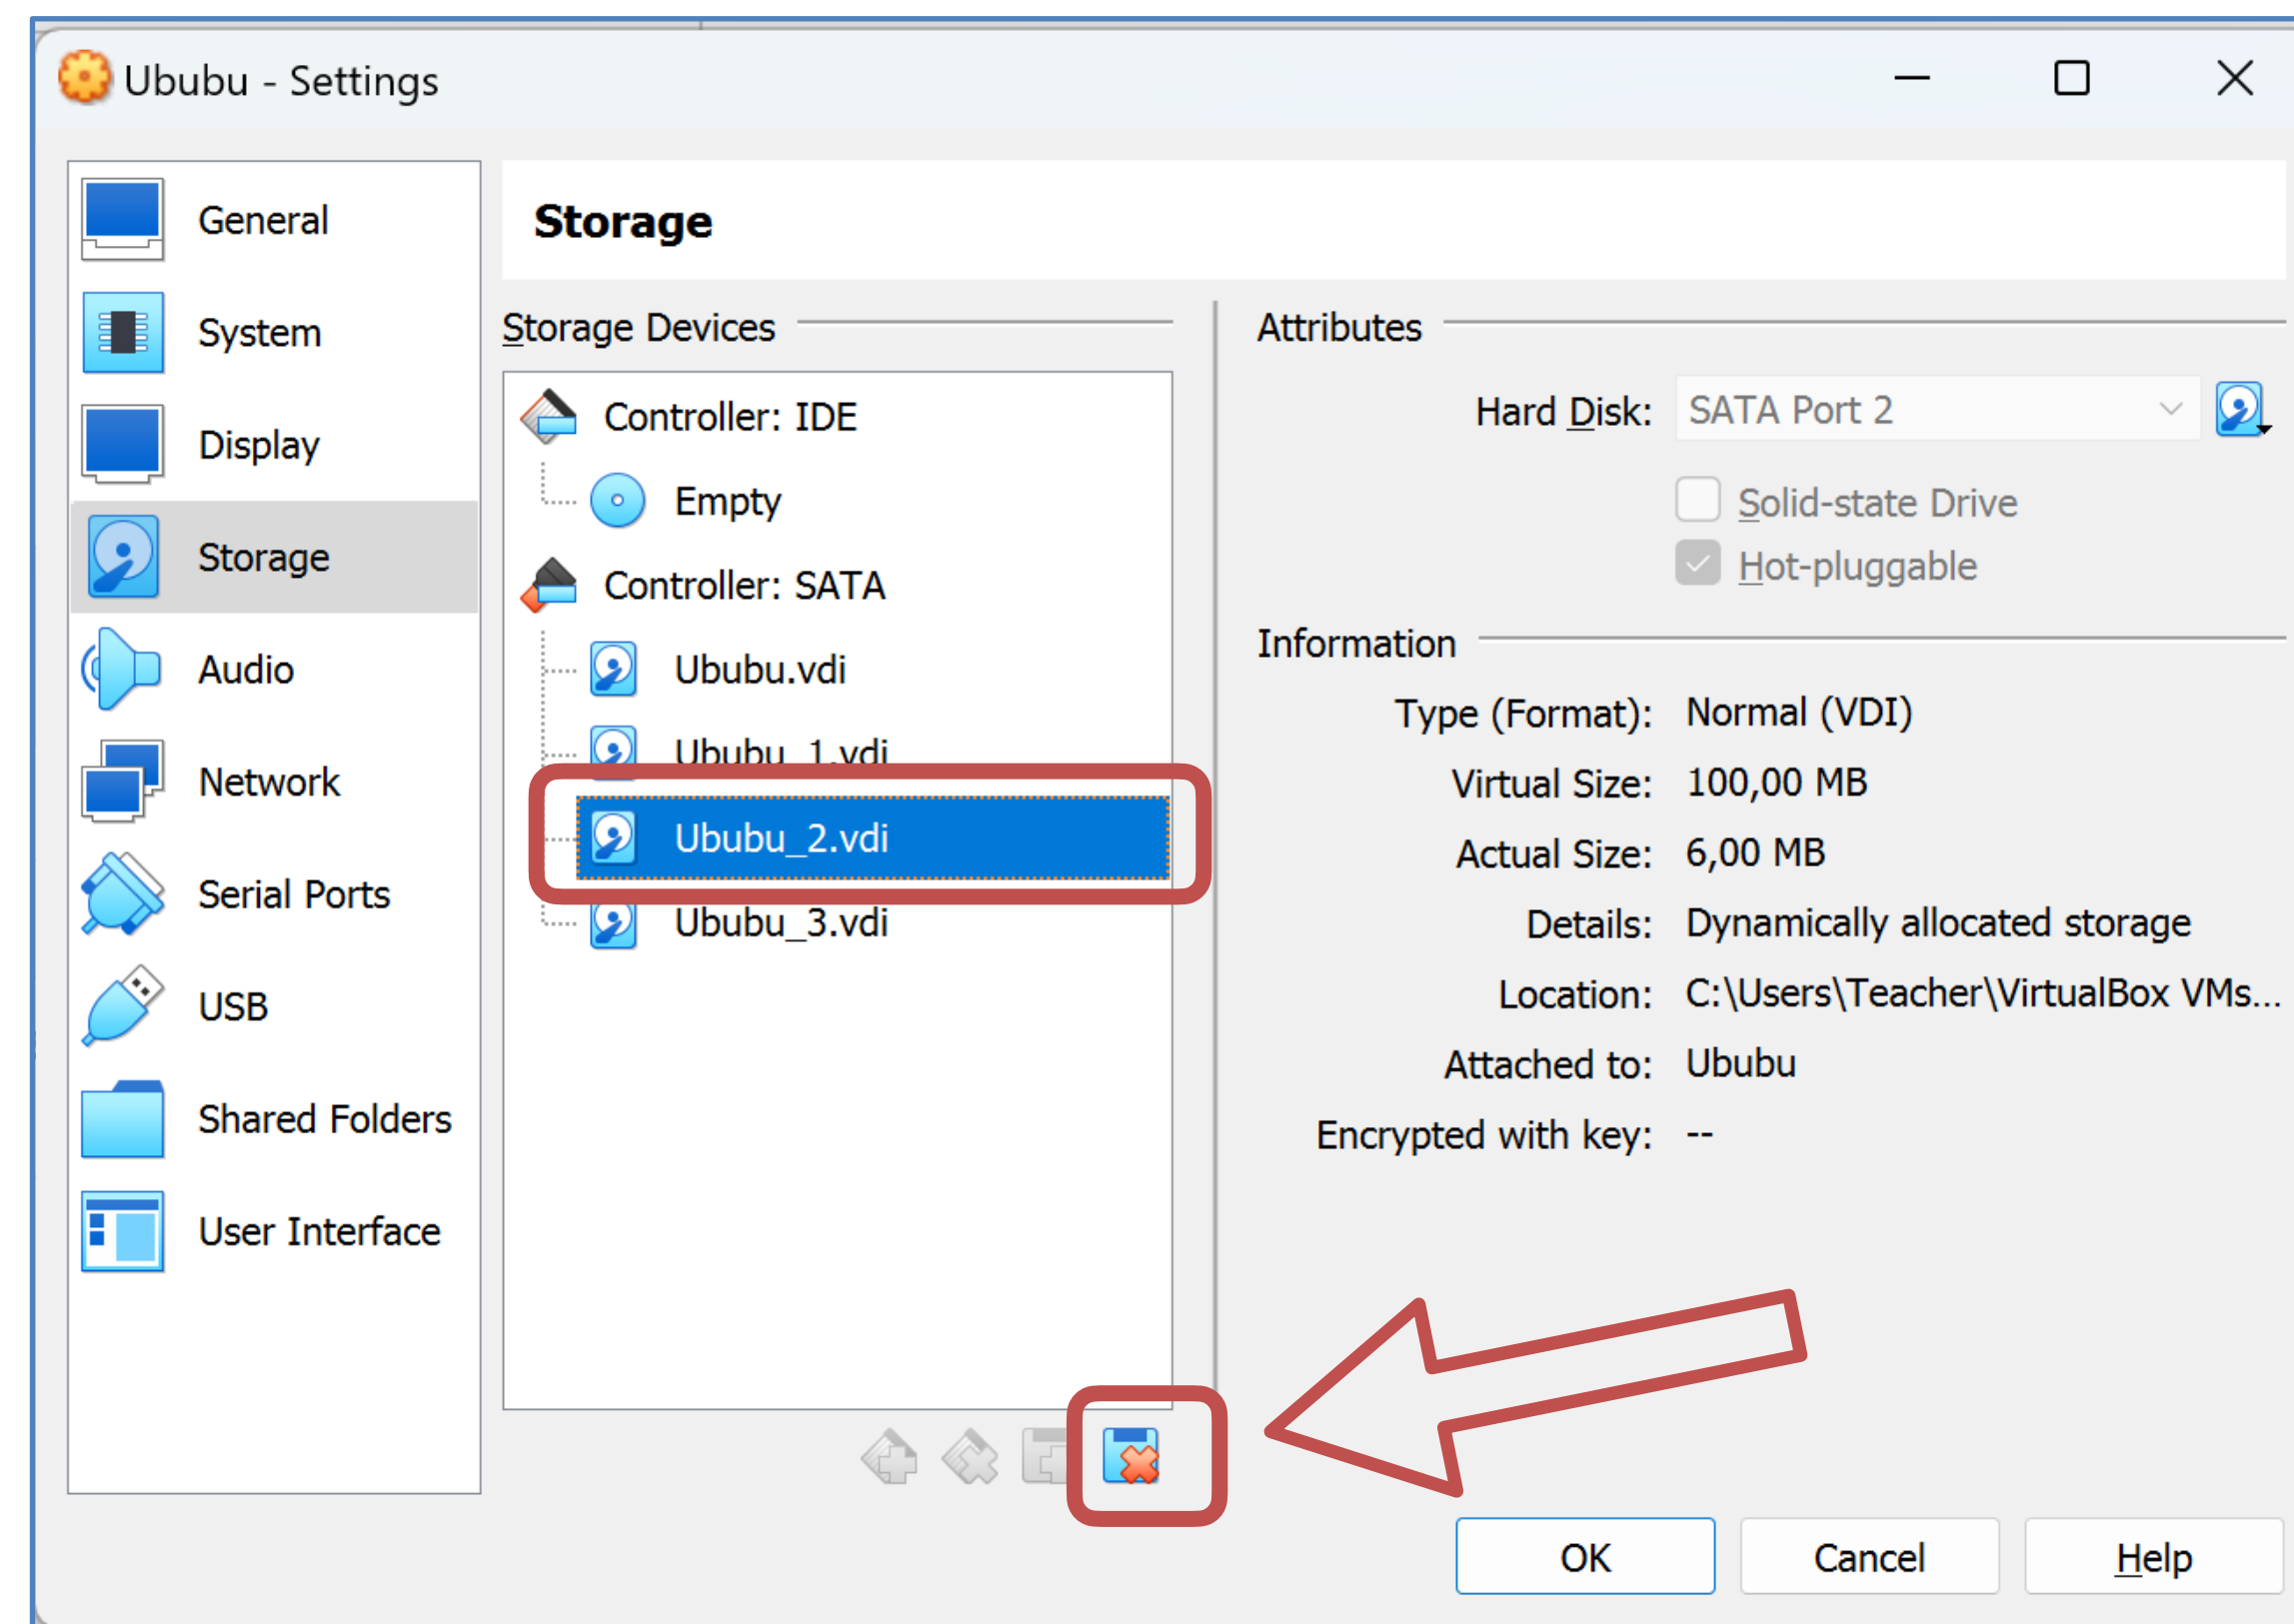 Ububu - Settings
General
System
Display
Storage
Audio
Network
Serial Ports
USB
Shared Folders
User Interface
Storage
Storage Devices
Controller: IDE
Empty
Controller: SATA
Ububu.vdi
Ububu_1.vdi
Ububu_2.vdi
Ububu_3.vdi
Attributes
Hard Disk: SATA Port 2
Solid-state Drive
Hot-pluggable
Information
Type (Format): Normal (VDI)
Virtual Size: 100,00 MB
Actual Size: 6,00 MB
Details: Dynamically allocated storage
Location: C:\Users\Teacher\VirtualBox VMs...
Attached to: Ububu
Encrypted with key: --
OK
Cancel
Help